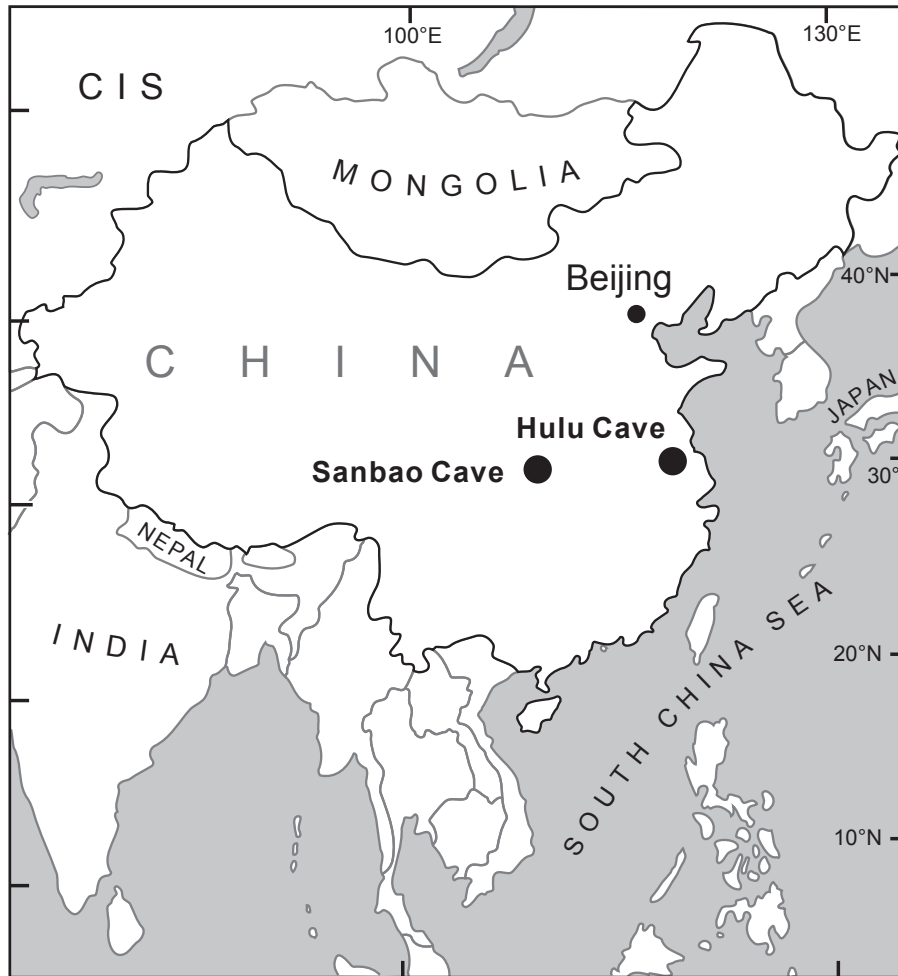 100°E
130°E
CIS
MONGOLIA
40°N
Beijing
CHINA
JAPAN
Hulu Cave
Sanbao Cave
30°
NEPAL
INDIA
20°N
SOUTH CHINA SEA
10°N